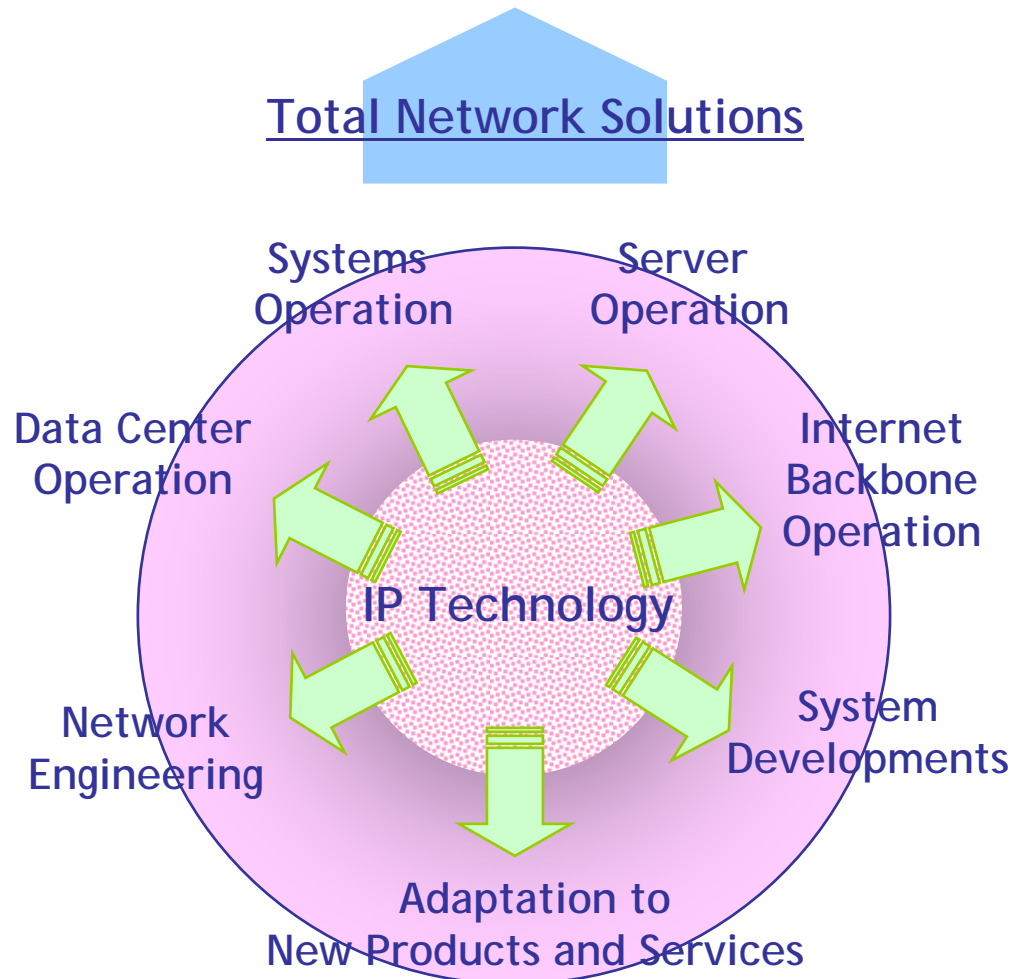 Total Network Solutions
Systems
Operation
Server
Operation
Data Center
Operation
Internet
Backbone
Operation
IP Technology
Network
Engineering
System
Developments
Adaptation to
New Products and Services